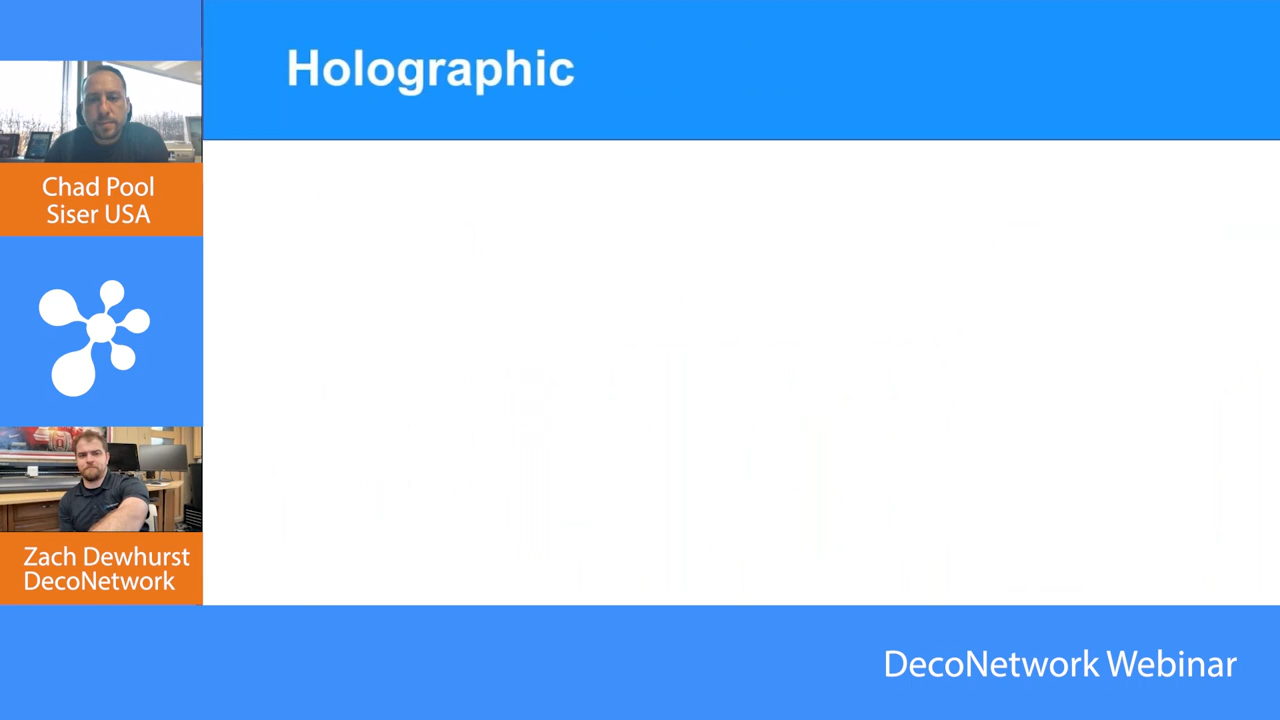 Holographic
Chad Pool
Siser USA
Zach Dewhurst
DecoNetwork
DecoNetwork Webinar